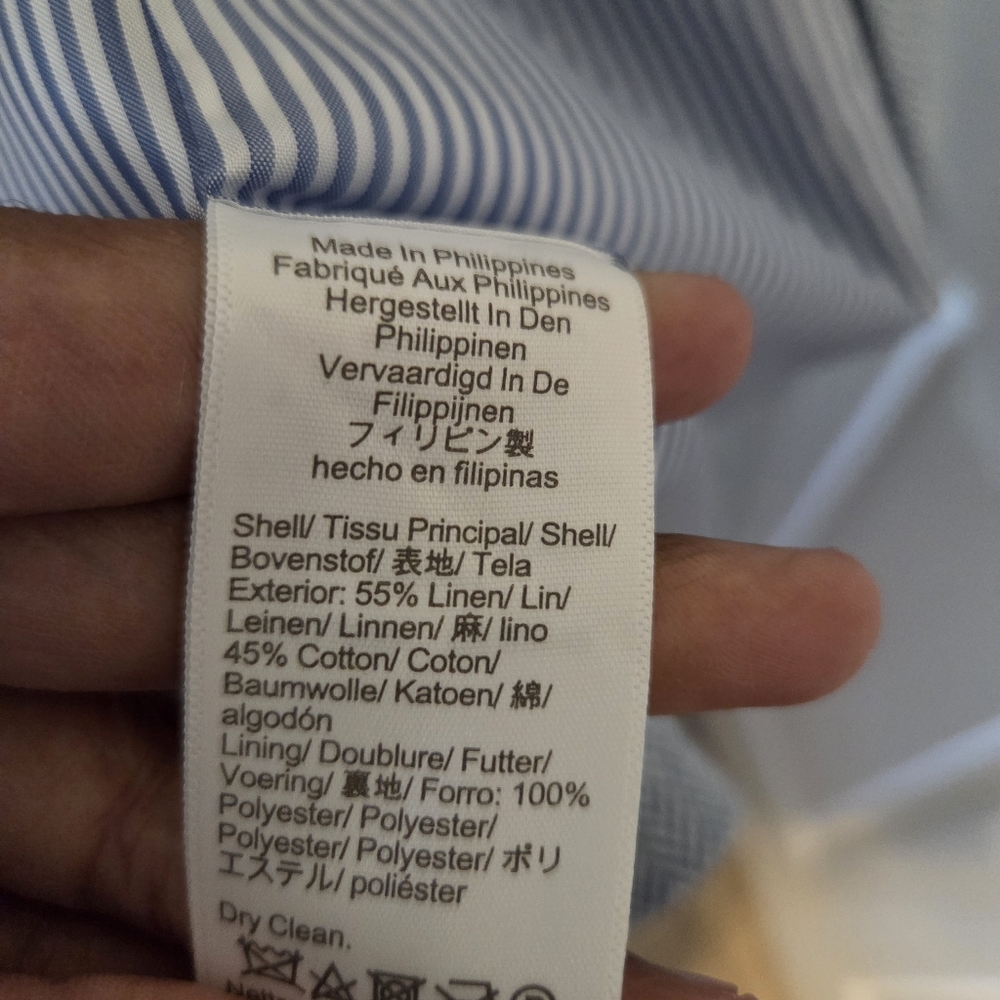 Made In Philippines
Fabriqué Aux Philippines
Hergestellt In Den
Philippinen
Vervaardigd In De
Filippijnen
フィリピン製
hecho en filipinas
Shell/ Tissu Principal/ Shell/
Bovenstof/ 表地/ Tela
Exterior: 55% Linen/ Lin/
Leinen/ Linnen/ 麻/ lino
45% Cotton/ Coton/
Baumwolle/ Katoen/ 綿/
algodón
Lining/ Doublure/ Futter/
Voering/ 裏地/ Forro: 100%
Polyester/ Polyester/
Polyester/ Polyester/ ポリ
エステル/ poliéster
Dry Clean.